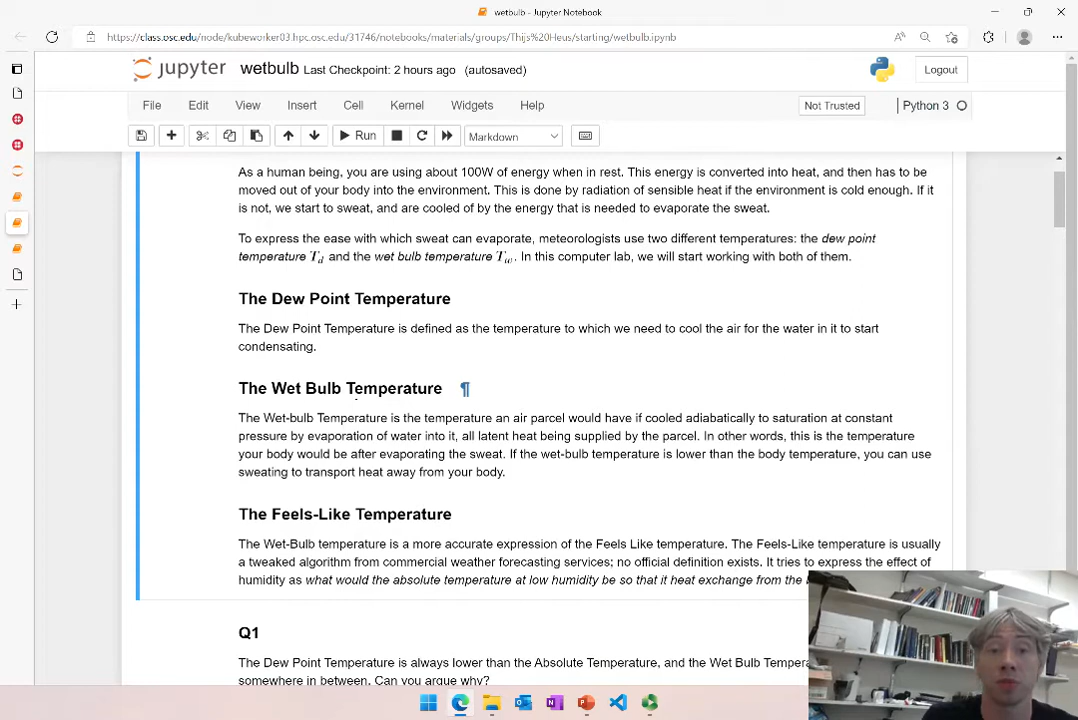 wetbulb - Jupyter Notebook
https://class.osc.edu/node/kubeworker03.hpc.osc.edu/31746/notebooks/materials/groups/Thijs%20Heus/starting/wetbulb.ipynb
jupyter wetbulb Last Checkpoint: 2 hours ago (autosaved)
Logout
File Edit View Insert Cell Kernel Widgets Help
Not Trusted
Python 3
Run
Markdown
As a human being, you are using about 100W of energy when in rest. This energy is converted into heat, and then has to be
moved out of your body into the environment. This is done by radiation of sensible heat if the environment is cold enough. If it
is not, we start to sweat, and are cooled of by the energy that is needed to evaporate the sweat.
To express the ease with which sweat can evaporate, meteorologists use two different temperatures: the dew point
temperature T_d and the wet bulb temperature T_w. In this computer lab, we will start working with both of them.
The Dew Point Temperature
The Dew Point Temperature is defined as the temperature to which we need to cool the air for the water in it to start
condensating.
The Wet Bulb Temperature ¶
The Wet-bulb Temperature is the temperature an air parcel would have if cooled adiabatically to saturation at constant
pressure by evaporation of water into it, all latent heat being supplied by the parcel. In other words, this is the temperature
your body would be after evaporating the sweat. If the wet-bulb temperature is lower than the body temperature, you can use
sweating to transport heat away from your body.
The Feels-Like Temperature
The Wet-Bulb temperature is a more accurate expression of the Feels Like temperature. The Feels-Like temperature is usually
a tweaked algorithm from commercial weather forecasting services; no official definition exists. It tries to express the effect of
humidity as what would the absolute temperature at low humidity be so that it heat exchange from the
Q1
The Dew Point Temperature is always lower than the Absolute Temperature, and the Wet Bulb
somewhere in between. Can you argue why?